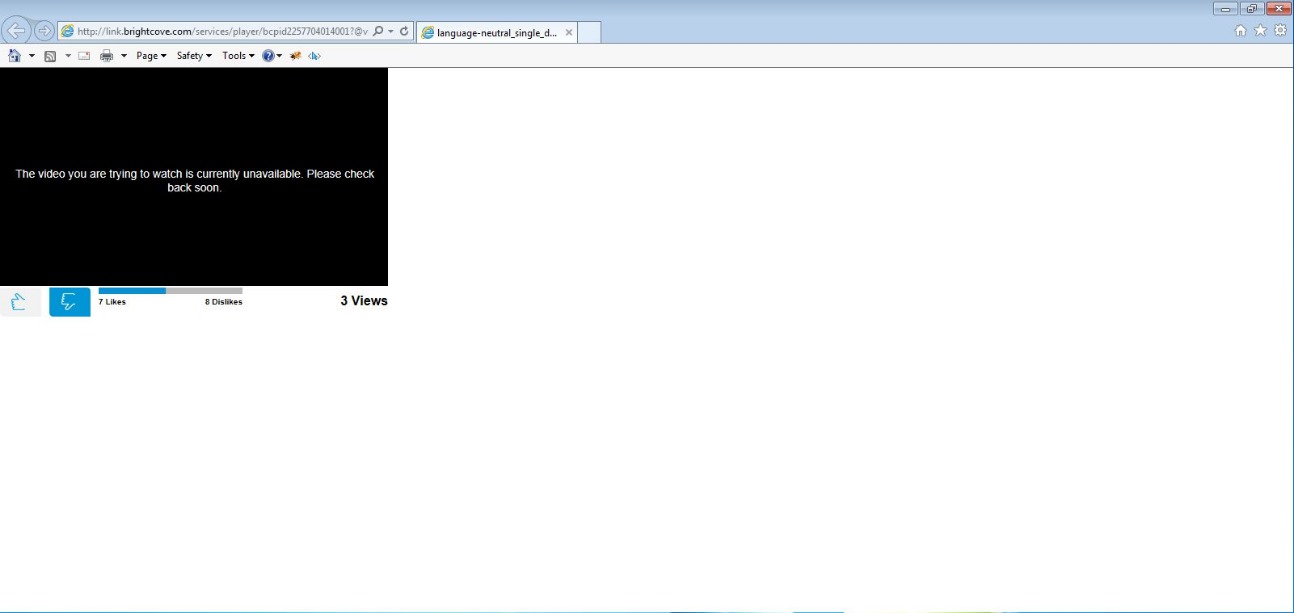 http://link.brightcove.com/services/player/bcpid2257704014001?@v
language-neutral_single_d...
Page Safety Tools
The video you are trying to watch is currently unavailable. Please check
back soon.
7 Likes 8 Dislikes 3 Views